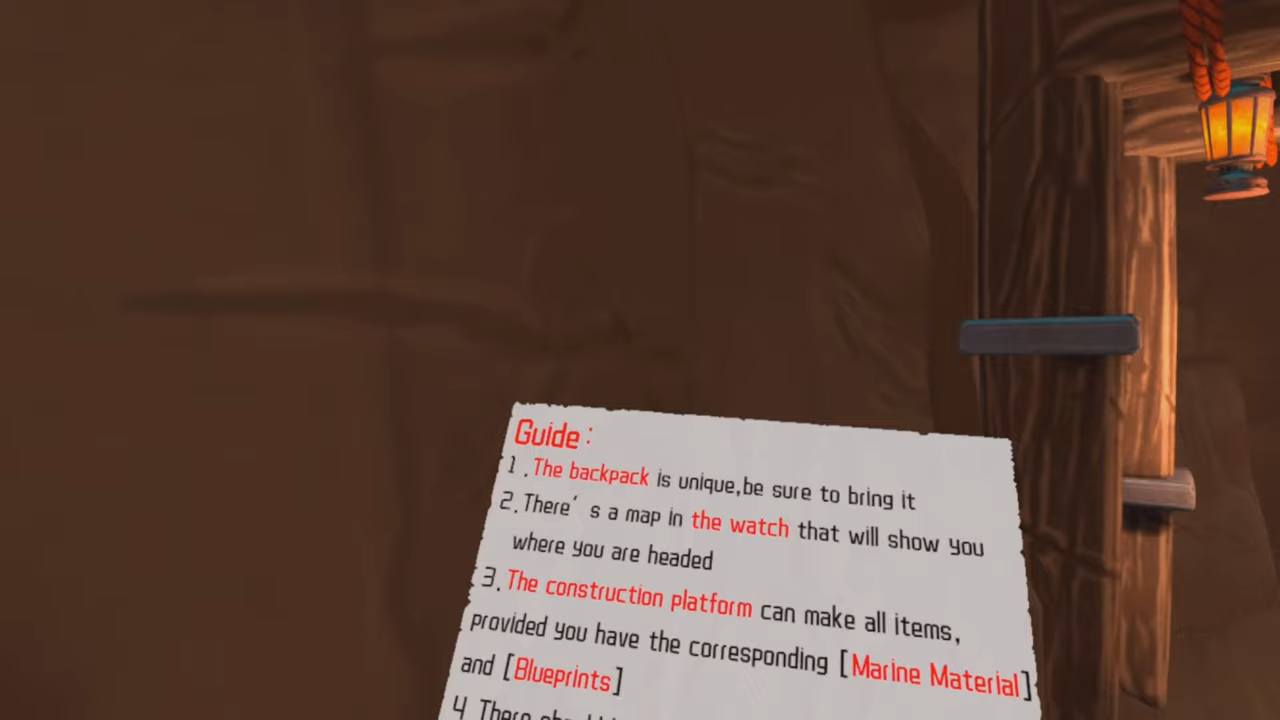 Guide:
1.The backpack is unique,be sure to bring it
2.There's a map in the watch that will show you
where you are headed
3.The construction platform can make all items,
provided you have the corresponding [Marine Material]
and [Blueprints]
4 There